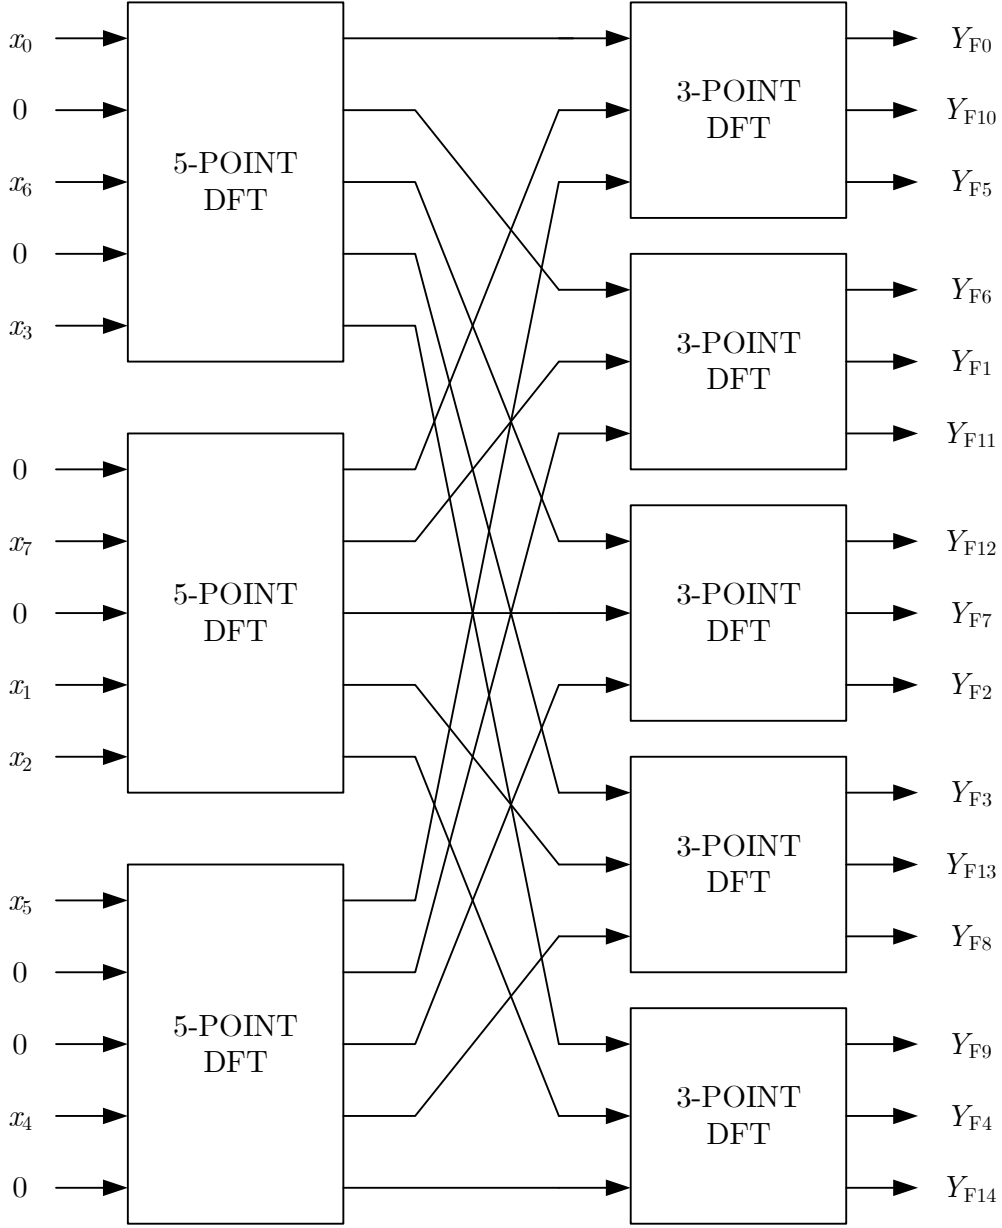 x0
0
x6
0
x3
5-POINT
DFT
0
x7
0
x1
x2
5-POINT
DFT
x5
0
0
x4
0
5-POINT
DFT
3-POINT
DFT
YF0
YF10
YF5
3-POINT
DFT
YF6
YF1
YF11
3-POINT
DFT
YF12
YF7
YF2
3-POINT
DFT
YF3
YF13
YF8
3-POINT
DFT
YF9
YF4
YF14